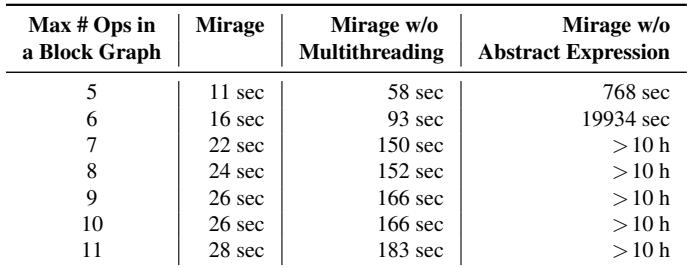 Max # Ops in | Mirage | Mirage w/o | Mirage w/o
a Block Graph | | Multithreading | Abstract Expression
5 | 11 sec | 58 sec | 768 sec
6 | 16 sec | 93 sec | 19934 sec
7 | 22 sec | 150 sec | > 10 h
8 | 24 sec | 152 sec | > 10 h
9 | 26 sec | 166 sec | > 10 h
10 | 26 sec | 166 sec | > 10 h
11 | 28 sec | 183 sec | > 10 h